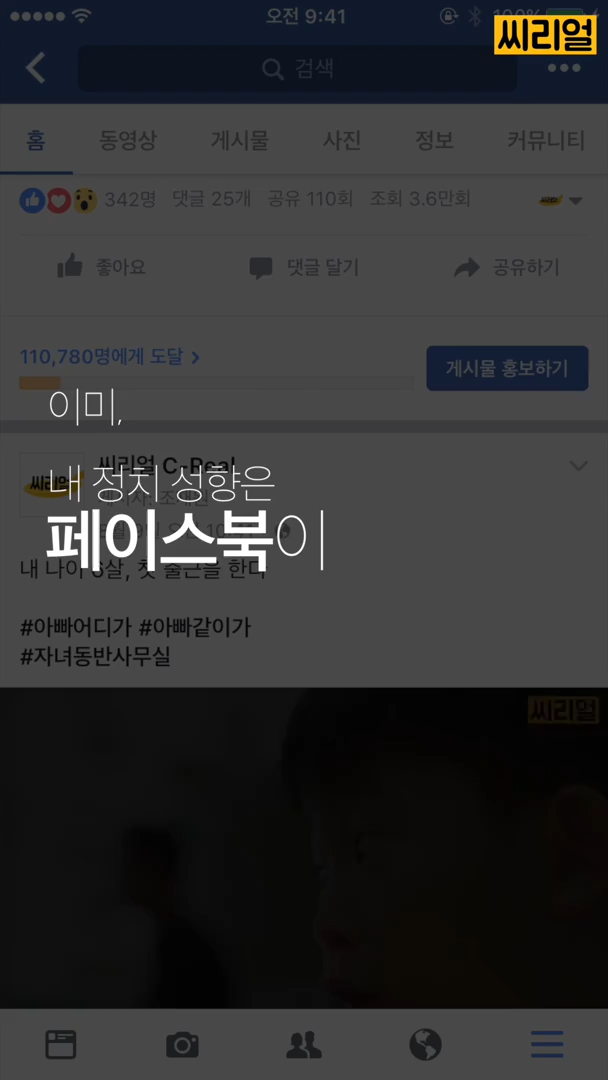 오전 9:41
100%
씨리얼
검색
홈 동영상 게시물 사진 정보 커뮤니티
342명 댓글 25개 공유 110회 조회 3.6만회
좋아요 댓글 달기 공유하기
110,780명에게 도달
게시물 홍보하기
이미,
씨리얼 C-Real
씨리얼
내 정치 성향은
페이스북이
내 나이 6살, 첫 출근을 한다
#아빠어디가 #아빠같이가
#자녀동반사무실
씨리얼